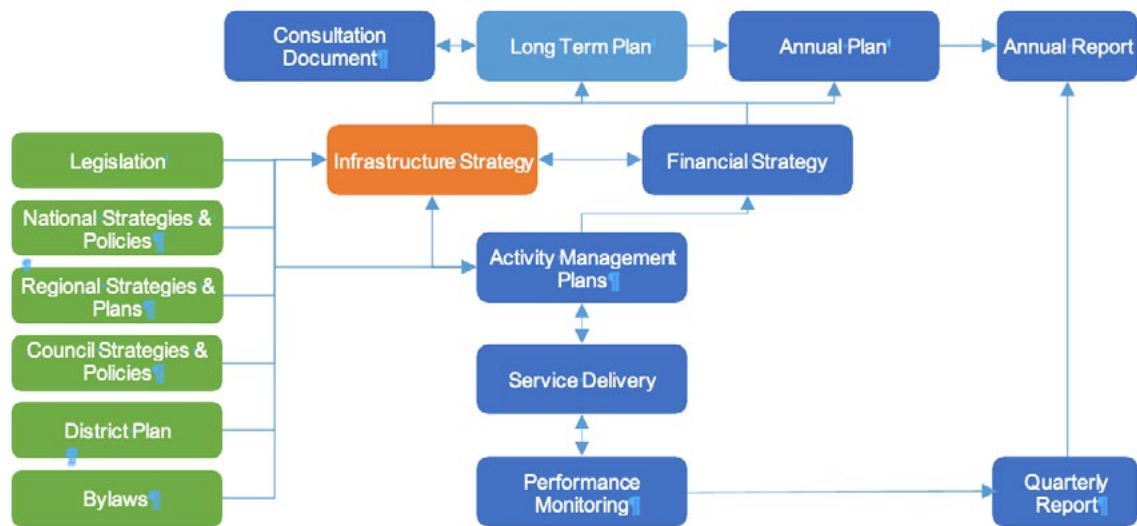 Consultation
Document¶
Long Term Plan
Annual Plan
Annual Report
Legislation
Infrastructure Strategy
Financial Strategy
National Strategies &
Policies¶
¶
Regional Strategies &
Plans¶
Activity Management
Plans¶
Council Strategies &
Policies¶
Service Delivery
District Plan
¶
Bylaws¶
Performance
Monitoring¶
Quarterly
Report¶